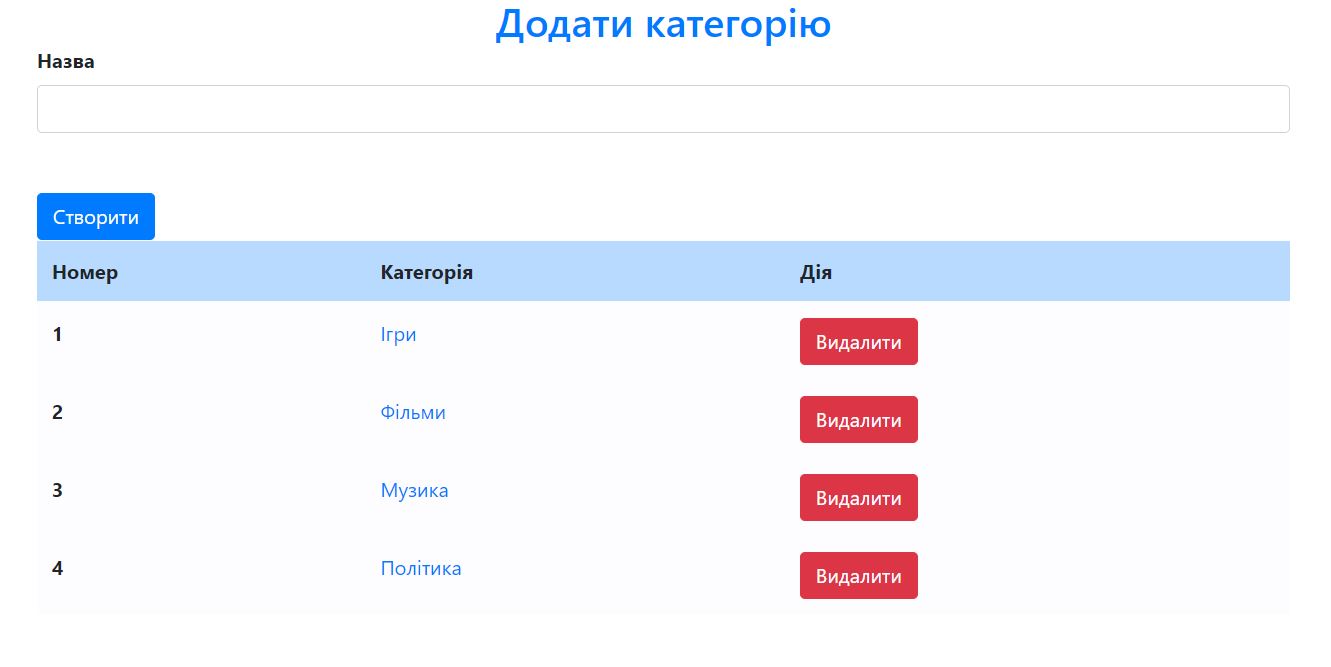 Додати категорію
Назва
Створити
Номер Категорія Дія
1 Ігри Видалити
2 Фільми Видалити
3 Музика Видалити
4 Політика Видалити